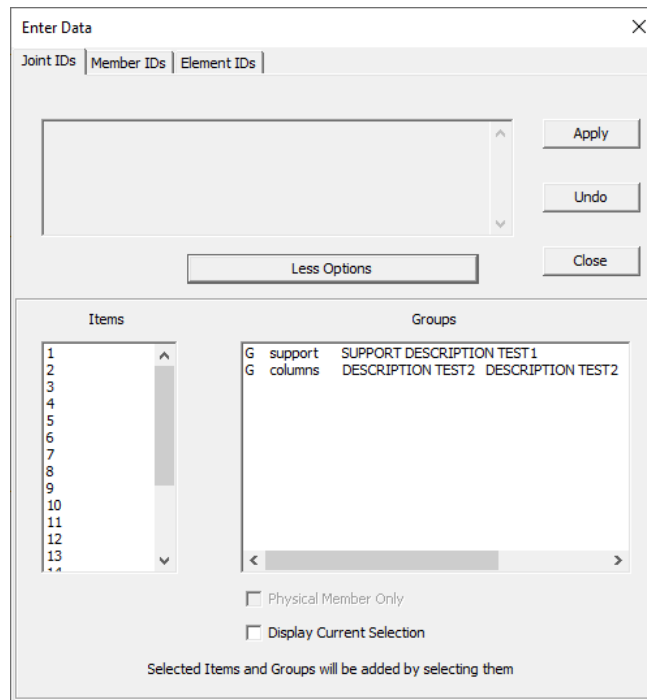 Enter Data
Joint IDs Member IDs Element IDs
Apply
Undo
Close
Less Options
Items
1
2
3
4
5
6
7
8
9
10
11
12
13
Groups
G support SUPPORT DESCRIPTION TEST1
G columns DESCRIPTION TEST2 DESCRIPTION TEST2
Physical Member Only
Display Current Selection
Selected Items and Groups will be added by selecting them